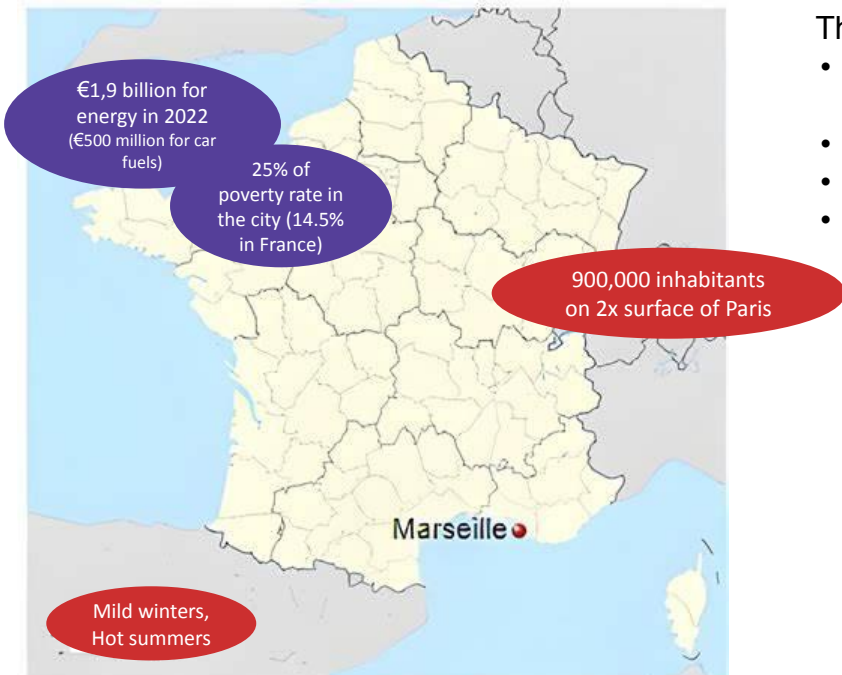 €1,9 billion for
energy in 2022
(€500 million for car
fuels)
25% of
poverty rate in
the city (14.5%
in France)
900,000 inhabitants
on 2x surface of Paris
Marseille
Mild winters,
Hot summers